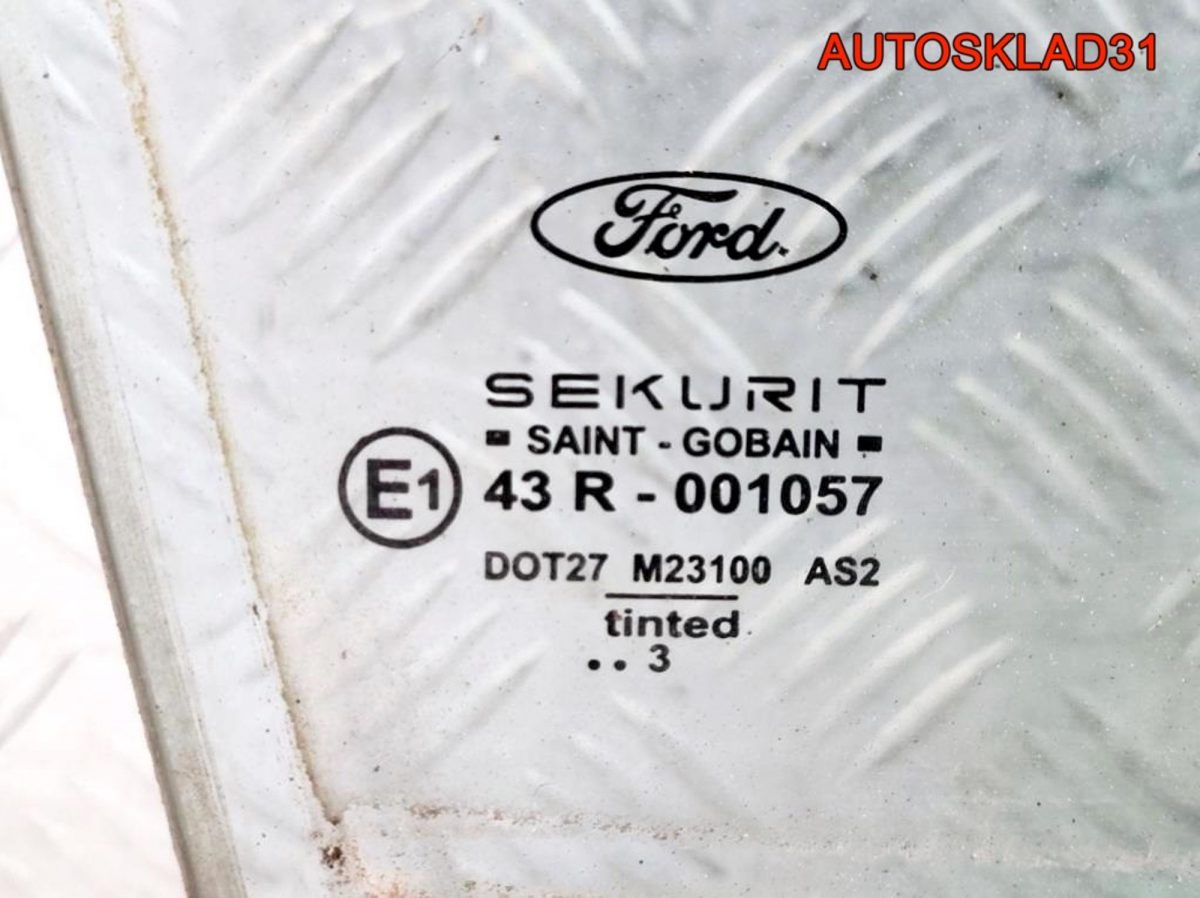 AUTOSKLAD31
Ford
SEKURIT
SAINT - GOBAIN
E1 43 R - 001057
DOT27 M23100 AS2
tinted
.. 3